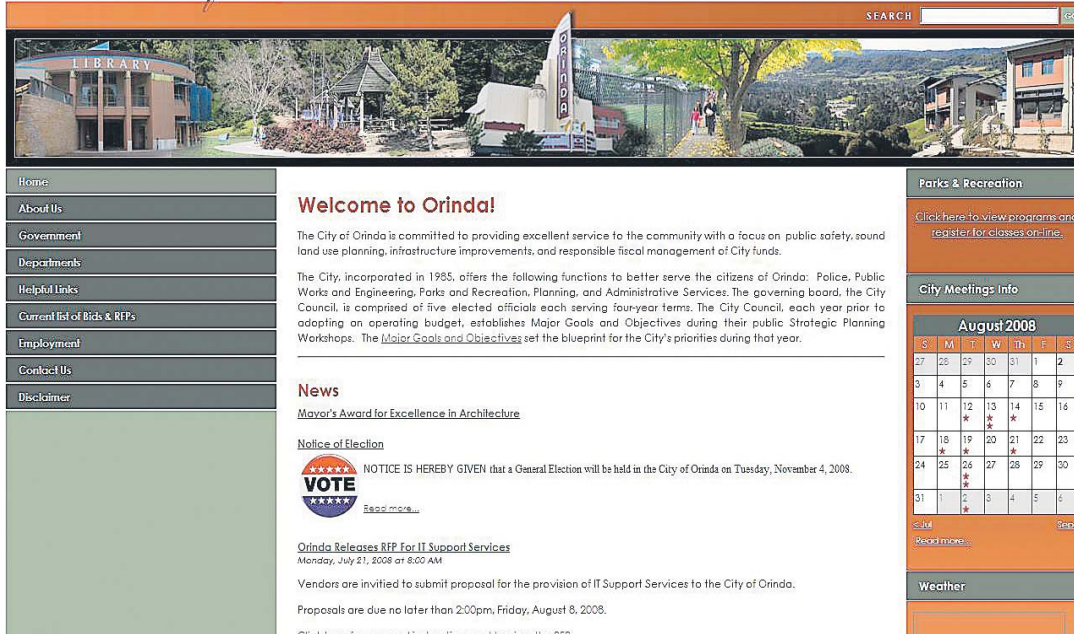 SEARCH
LIBRARY
ORINDA
Home
About Us
Government
Departments
Helpful Links
Current list of Bids & RFPs
Employment
Contact Us
Disclaimer
Welcome to Orinda!
The City of Orinda is committed to providing excellent service to the community with a focus on public safety, sound
land use planning, infrastructure improvements, and responsible fiscal management of City funds.
The City, incorporated in 1985, offers the following functions to better serve the citizens of Orinda: Police, Public
Works and Engineering, Parks and Recreation, Planning, and Administrative Services. The governing board, the City
Council, is comprised of five elected officials each serving four-year terms. The City Council, each year prior to
adopting an operating budget, establishes Major Goals and Objectives during their public Strategic Planning
Workshops. The Major Goals and Objectives set the blueprint for the City's priorities during that year.
News
Mayor's Award for Excellence in Architecture
Notice of Election
VOTE
NOTICE IS HEREBY GIVEN that a General Election will be held in the City of Orinda on Tuesday, November 4, 2008.
Read more...
Orinda Releases RFP For IT Support Services
Monday, July 21, 2008 at 8:00 AM
Vendors are invitied to submit proposal for the provision of IT Support Services to the City of Orinda.
Proposals are due no later than 2:00pm, Friday, August 8, 2008.
Parks & Recreation
Click here to view programs and
register for classes on-line.
City Meetings Info
August 2008
S M T W Th F S
27 28 29 30 31 1 2
3 4 5 6 7 8 9
10 11 12 13 14 15 16
17 18 19 20 21 22 23
24 25 26 27 28 29 30
31 1 2 3 4 5 6
< Jul Sep
Read more...
Weather